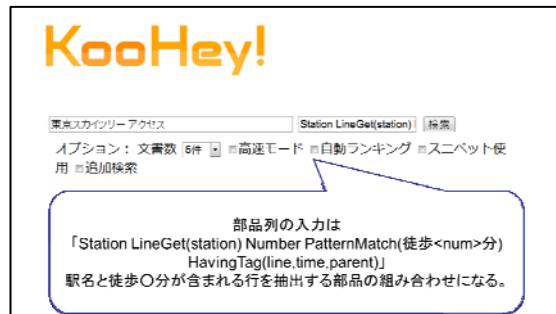 KooHey!
東京スカイツリー アクセス Station LineGet(station) 検索
オプション： 文書数 5件 高速モード 自動ランキング スニペット使
用 追加検索
部品列の入力は
「Station LineGet(station) Number PatternMatch(徒歩<num>分)
HavingTag(line,time,parent)」
駅名と徒歩〇分が含まれる行を抽出する部品の組み合わせになる。